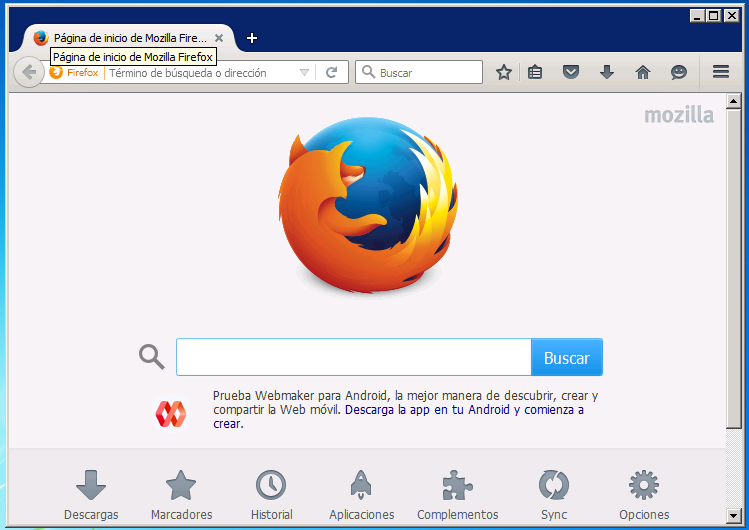 Página de inicio de Mozilla Fire...
Página de inicio de Mozilla Firefox
Firefox
Término de búsqueda o dirección
Buscar
mozilla
Buscar
Prueba Webmaker para Android, la mejor manera de descubrir, crear y
compartir la Web móvil. Descarga la app en tu Android y comienza a
crear.
Descargas
Marcadores
Historial
Aplicaciones
Complementos
Sync
Opciones